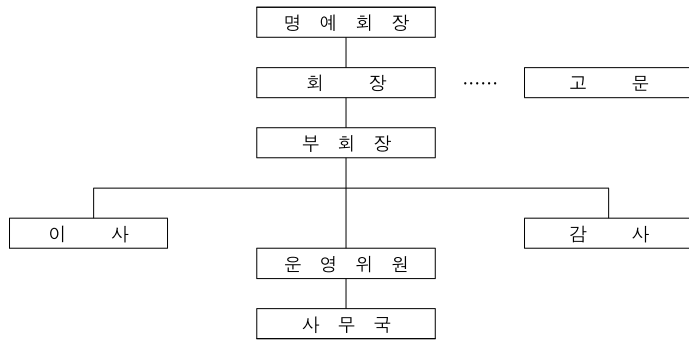 명 예 회 장
회 장 …… 고 문
부 회 장
이 사
감 사
운 영 위 원
사 무 국